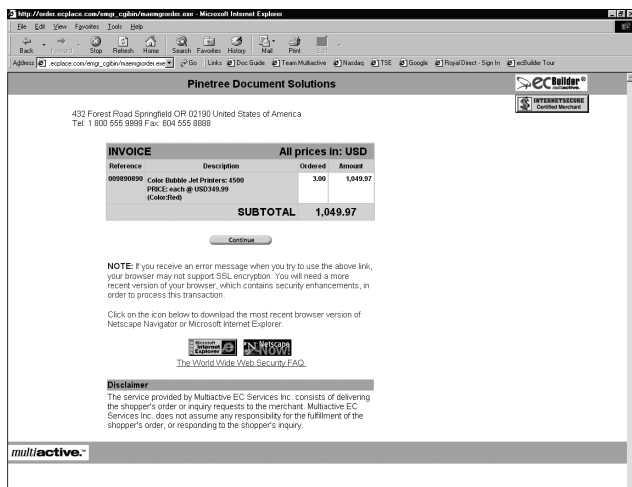 http://order.ecplace.com/emgr_cgibin/maemgrorder.exe - Microsoft Internet Explorer
File Edit View Favorites Tools Help
Back Forward Stop Refresh Home Search Favorites History Mail Print Edit
Address .ecplace.com/emgr_cgibin/maemgrorder.exe Go Links Doc Guide Team Multiactive Nasdaq TSE Google Royal Direct - Sign In ecBuilder Tour
Pinetree Document Solutions
ecBuilder®
multiactive.
INTERNETSECURE
Certified Merchant
432 Forest Road Springfield OR 02190 United States of America
Tel: 1 800 555 9999 Fax: 604 555 8888
INVOICE All prices in: USD
Reference Description Ordered Amount
009890890 Color Bubble Jet Printers: 4500 3.00 1,049.97
PRICE: each @ USD349.99
(Color:Red)
SUBTOTAL 1,049.97
Continue
NOTE: If you receive an error message when you try to use the above link,
your browser may not support SSL encryption. You will need a more
recent version of your browser, which contains security enhancements, in
order to process this transaction.
Click on the icon below to download the most recent browser version of
Netscape Navigator or Microsoft Internet Explorer.
Microsoft Internet Explorer
Netscape NOW!
The World Wide Web Security FAQ
Disclaimer
The service provided by Multiactive EC Services Inc. consists of delivering
the shopper's order or inquiry requests to the merchant. Multiactive EC
Services Inc. does not assume any responsibility for the fulfillment of the
shopper's order, or responding to the shopper's inquiry.
multiactive.™